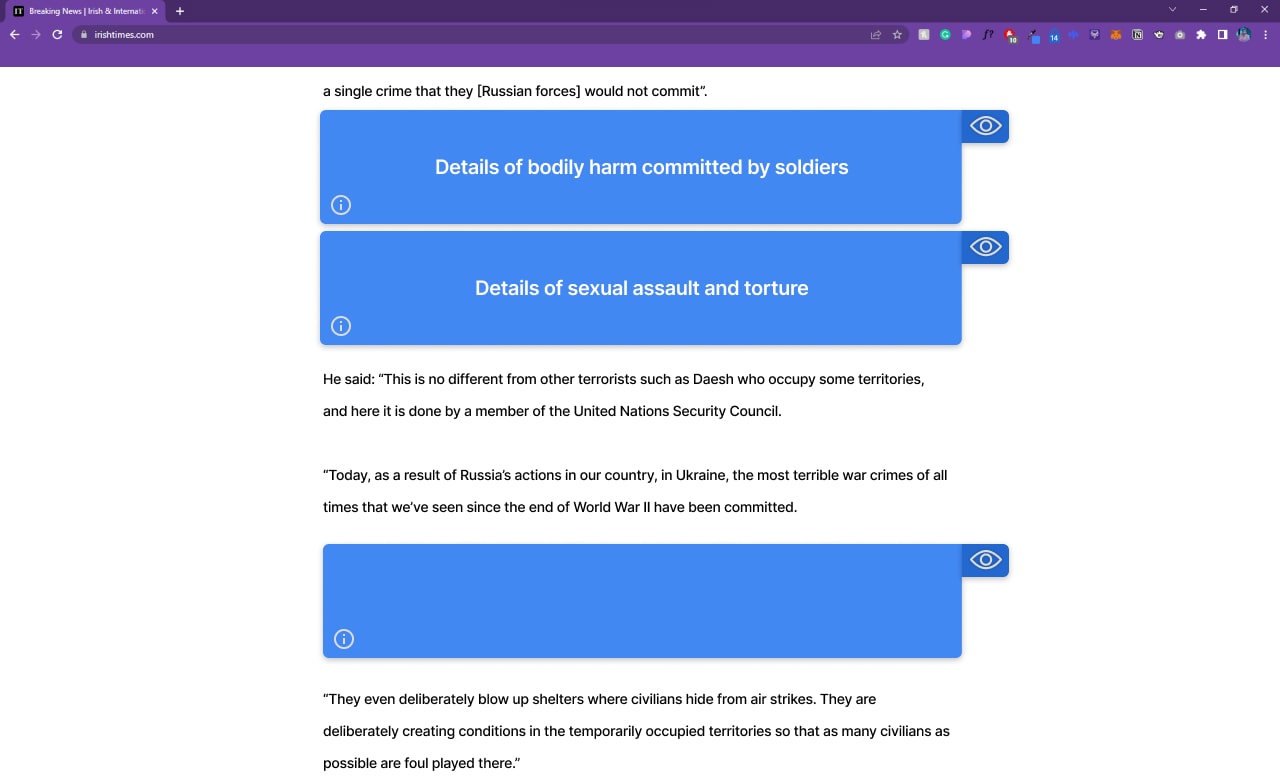 Breaking News | Irish & Internati
irishtimes.com
10
14
a single crime that they [Russian forces] would not commit”.
Details of bodily harm committed by soldiers
Details of sexual assault and torture
He said: “This is no different from other terrorists such as Daesh who occupy some territories,
and here it is done by a member of the United Nations Security Council.
“Today, as a result of Russia’s actions in our country, in Ukraine, the most terrible war crimes of all
times that we’ve seen since the end of World War II have been committed.
“They even deliberately blow up shelters where civilians hide from air strikes. They are
deliberately creating conditions in the temporarily occupied territories so that as many civilians as
possible are foul played there.”